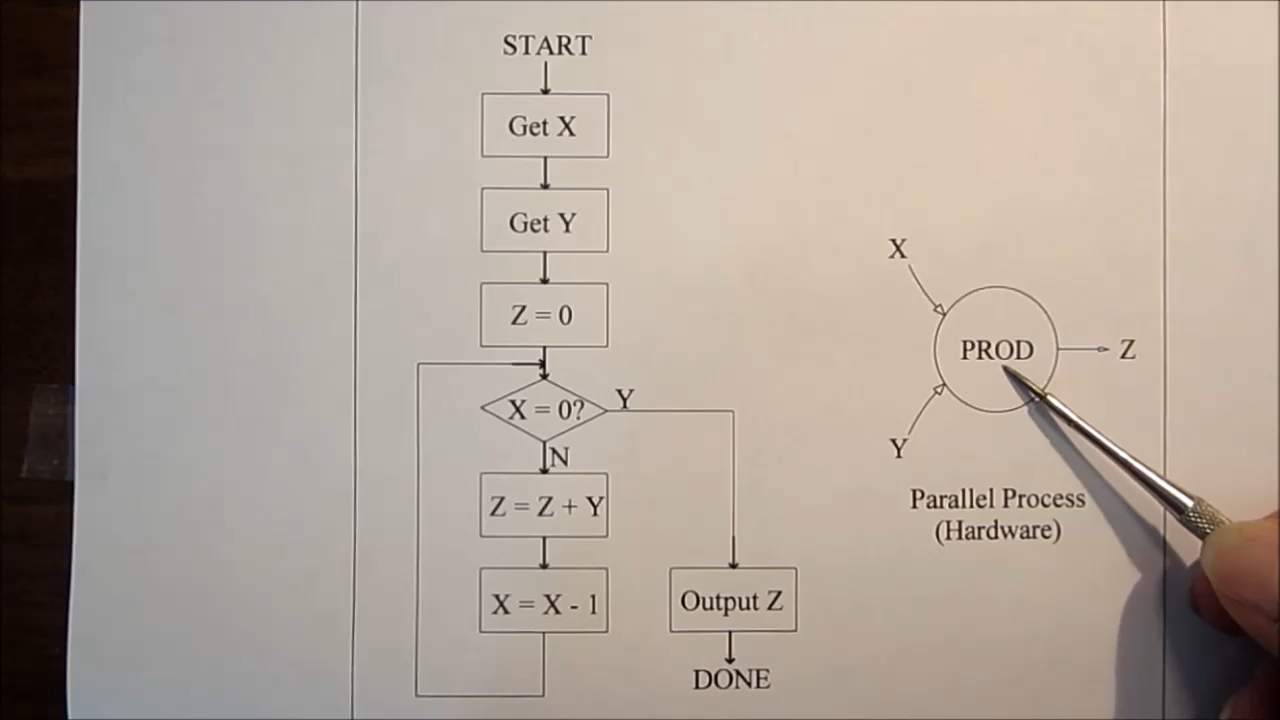 START
Get X
Get Y
Z = 0
X = 0?
Y
N
Z = Z + Y
X = X - 1
Output Z
DONE
X
PROD
Z
Y
Parallel Process
(Hardware)